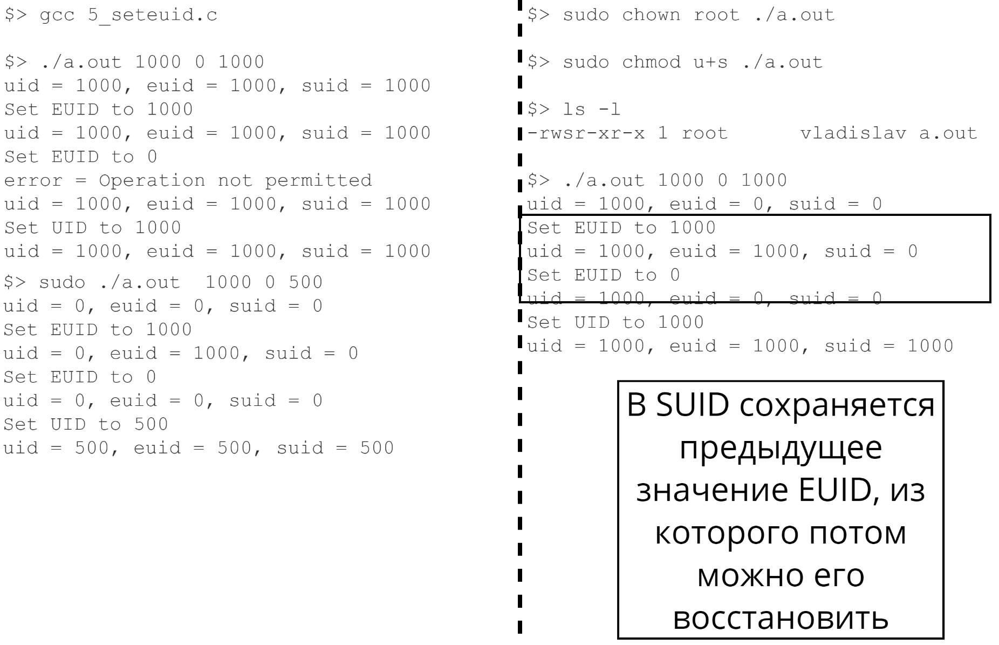 $> gcc 5_seteuid.c
$> ./a.out 1000 0 1000
uid = 1000, euid = 1000, suid = 1000
Set EUID to 1000
uid = 1000, euid = 1000, suid = 1000
Set EUID to 0
error = Operation not permitted
uid = 1000, euid = 1000, suid = 1000
Set UID to 1000
uid = 1000, euid = 1000, suid = 1000
$> sudo ./a.out  1000 0 500
uid = 0, euid = 0, suid = 0
Set EUID to 1000
uid = 0, euid = 1000, suid = 0
Set EUID to 0
uid = 0, euid = 0, suid = 0
Set UID to 500
uid = 500, euid = 500, suid = 500
$> sudo chown root ./a.out
$> sudo chmod u+s ./a.out
$> ls -l
-rwsr-xr-x 1 root      vladislav a.out
$> ./a.out 1000 0 1000
uid = 1000, euid = 0, suid = 0
Set EUID to 1000
uid = 1000, euid = 1000, suid = 0
Set EUID to 0
uid = 1000, euid = 0, suid = 0
Set UID to 1000
uid = 1000, euid = 1000, suid = 1000
В SUID сохраняется
предыдущее
значение EUID, из
которого потом
можно его
восстановить